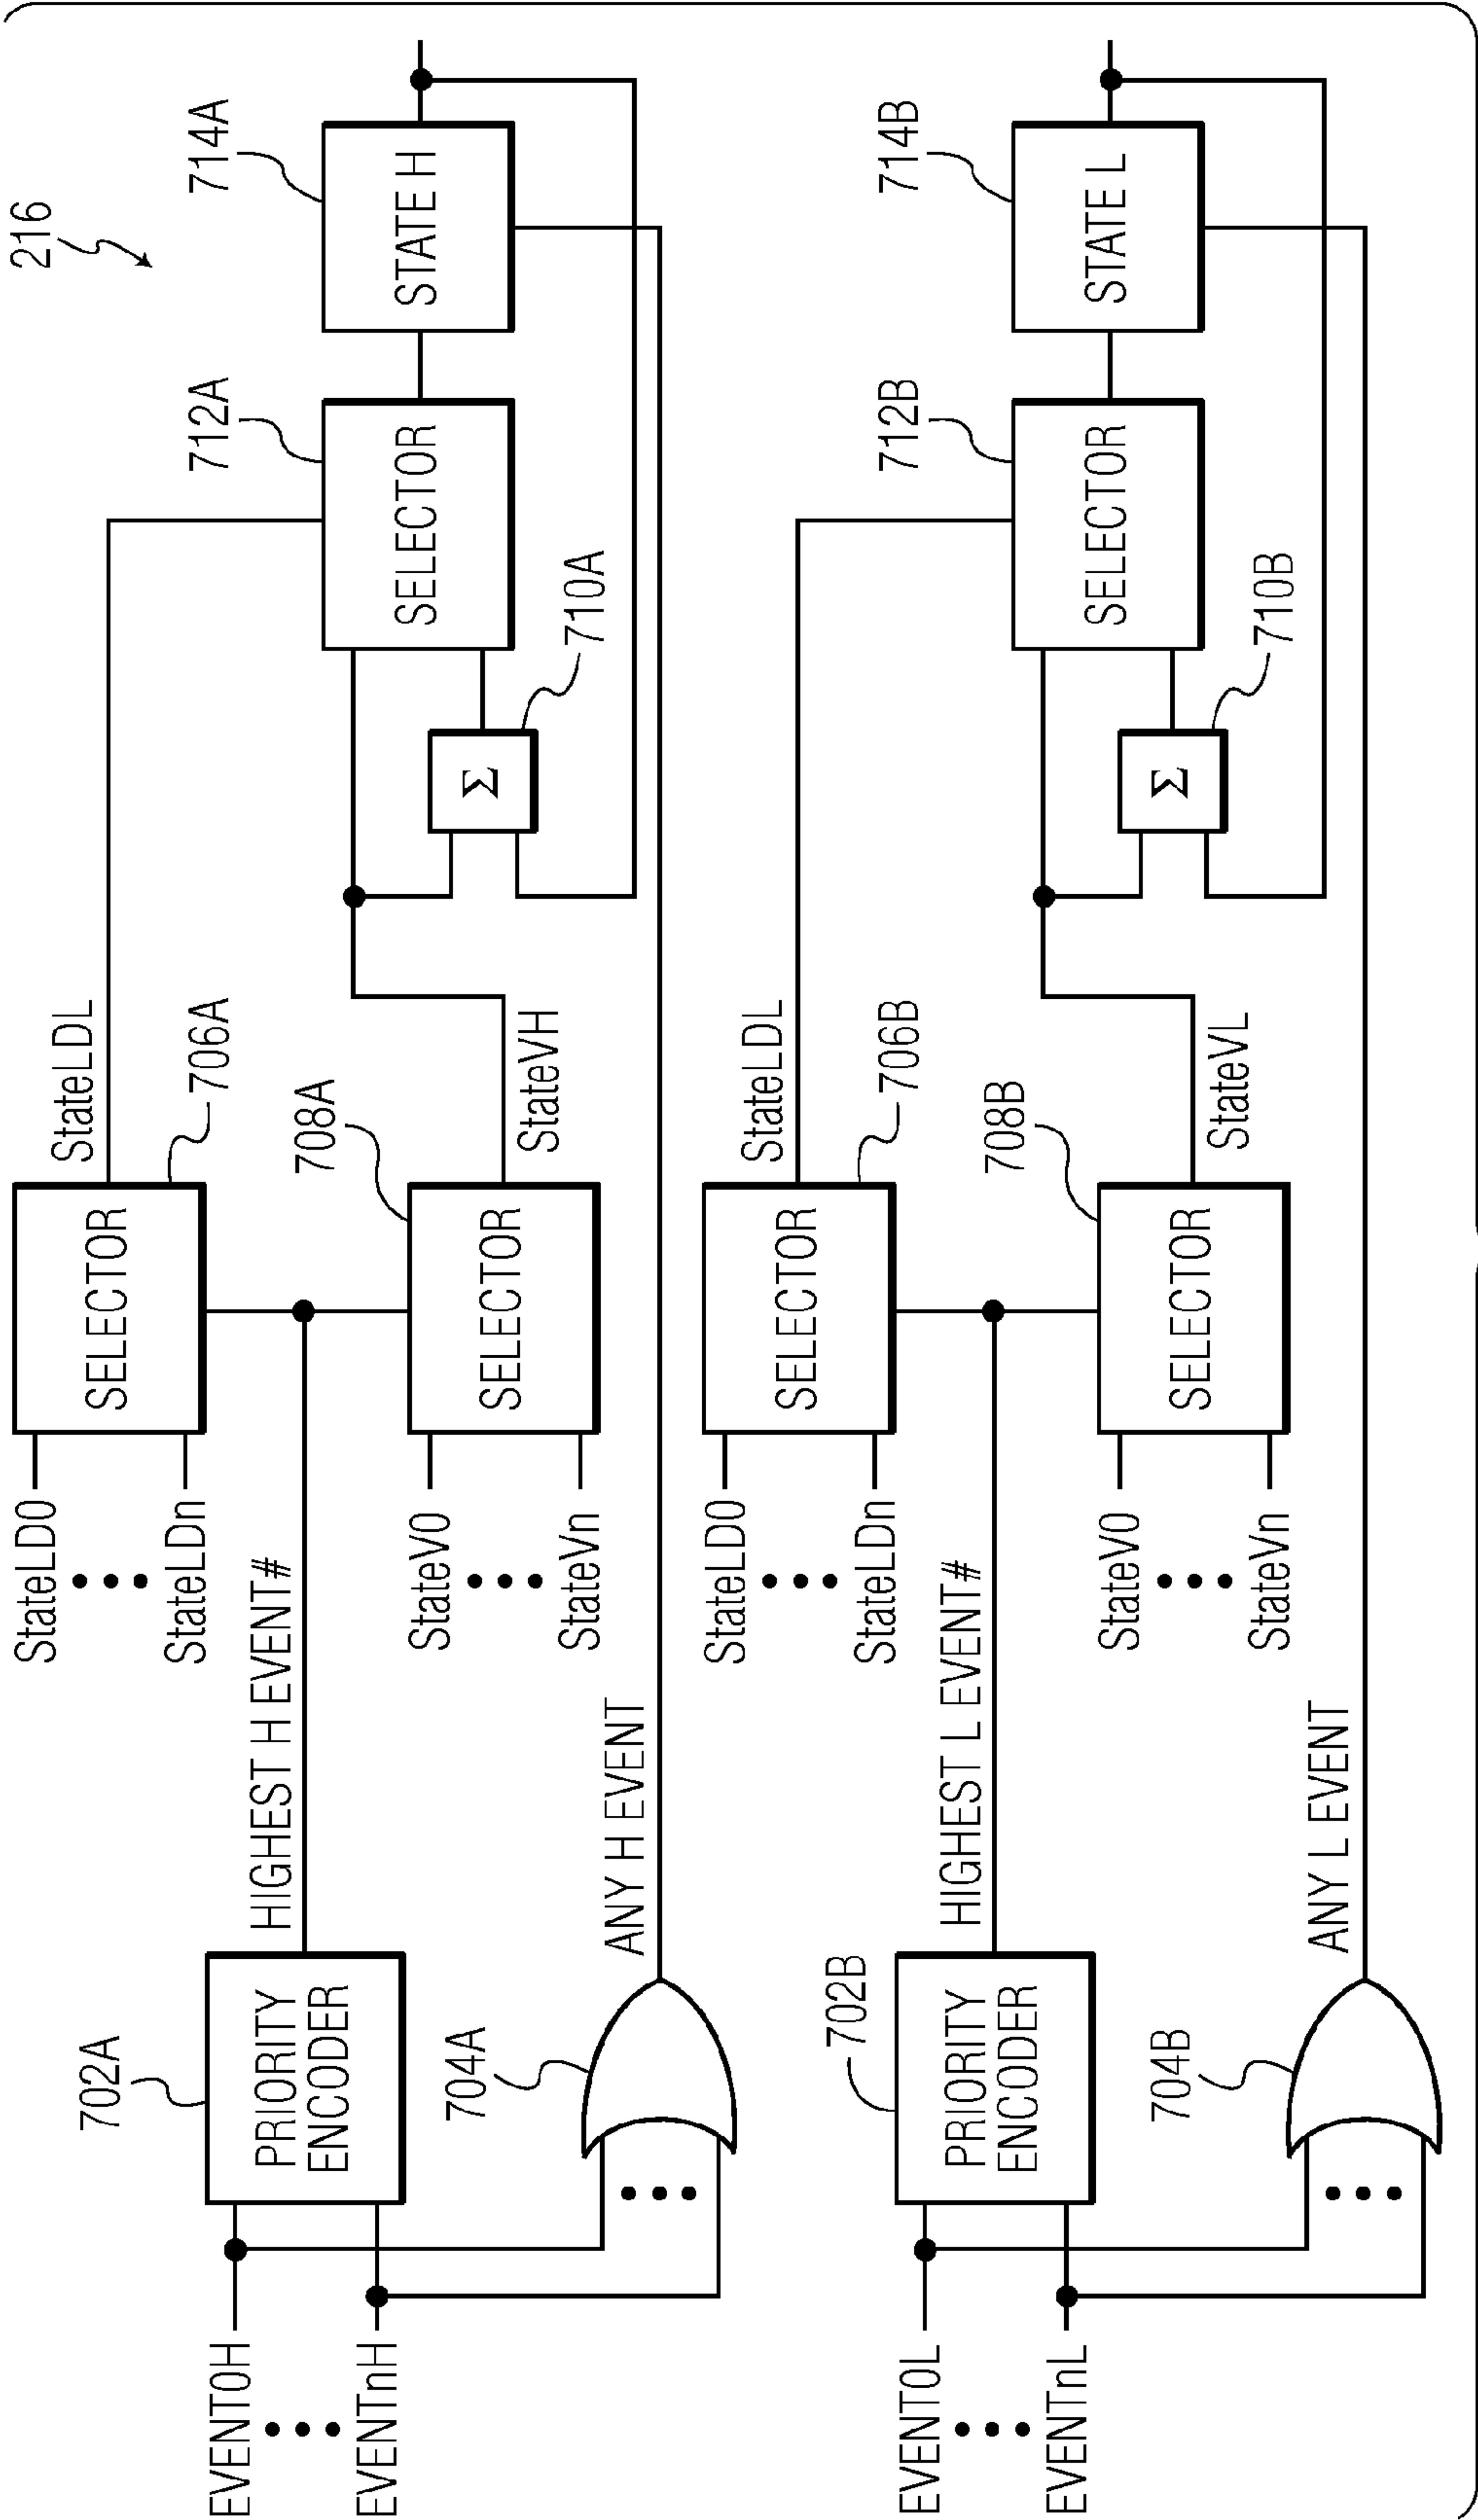 216
702A
PRIORITY
ENCODER
EVENT0H
EVENTnH
HIGHEST H EVENT#
704A
ANY H EVENT
StateLD0
StateLDn
SELECTOR
706A
StateLDL
StateV0
StateVn
SELECTOR
708A
StateVH
Σ
710A
SELECTOR
712A
STATE H
714A
702B
PRIORITY
ENCODER
EVENT0L
EVENTnL
HIGHEST L EVENT#
704B
ANY L EVENT
StateLD0
StateLDn
SELECTOR
706B
StateLDL
StateV0
StateVn
SELECTOR
708B
StateVL
Σ
710B
SELECTOR
712B
STATE L
714B